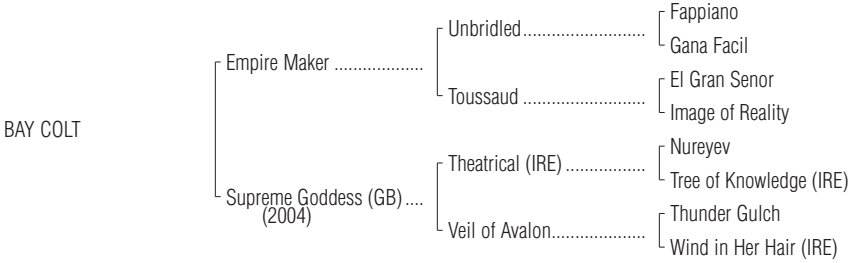 Fappiano
Unbridled..........................
Gana Facil
Empire Maker ...................
El Gran Senor
Toussaud ..........................
Image of Reality
BAY COLT
Nureyev
Theatrical (IRE) .................
Tree of Knowledge (IRE)
Supreme Goddess (GB) ....
(2004)
Thunder Gulch
Veil of Avalon....................
Wind in Her Hair (IRE)